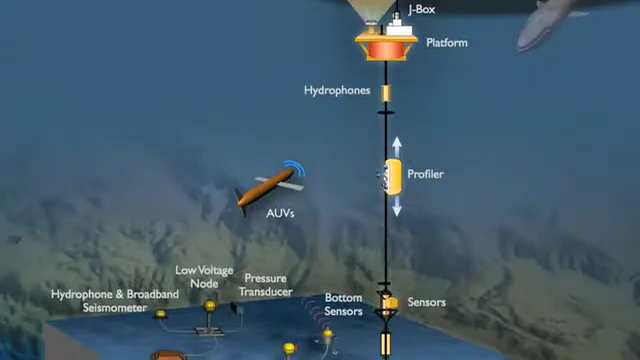 J-Box
Platform
Hydrophones
Profiler
AUVs
Low Voltage
Node
Pressure
Transducer
Hydrophone & Broadband
Seismometer
Bottom
Sensors
Sensors